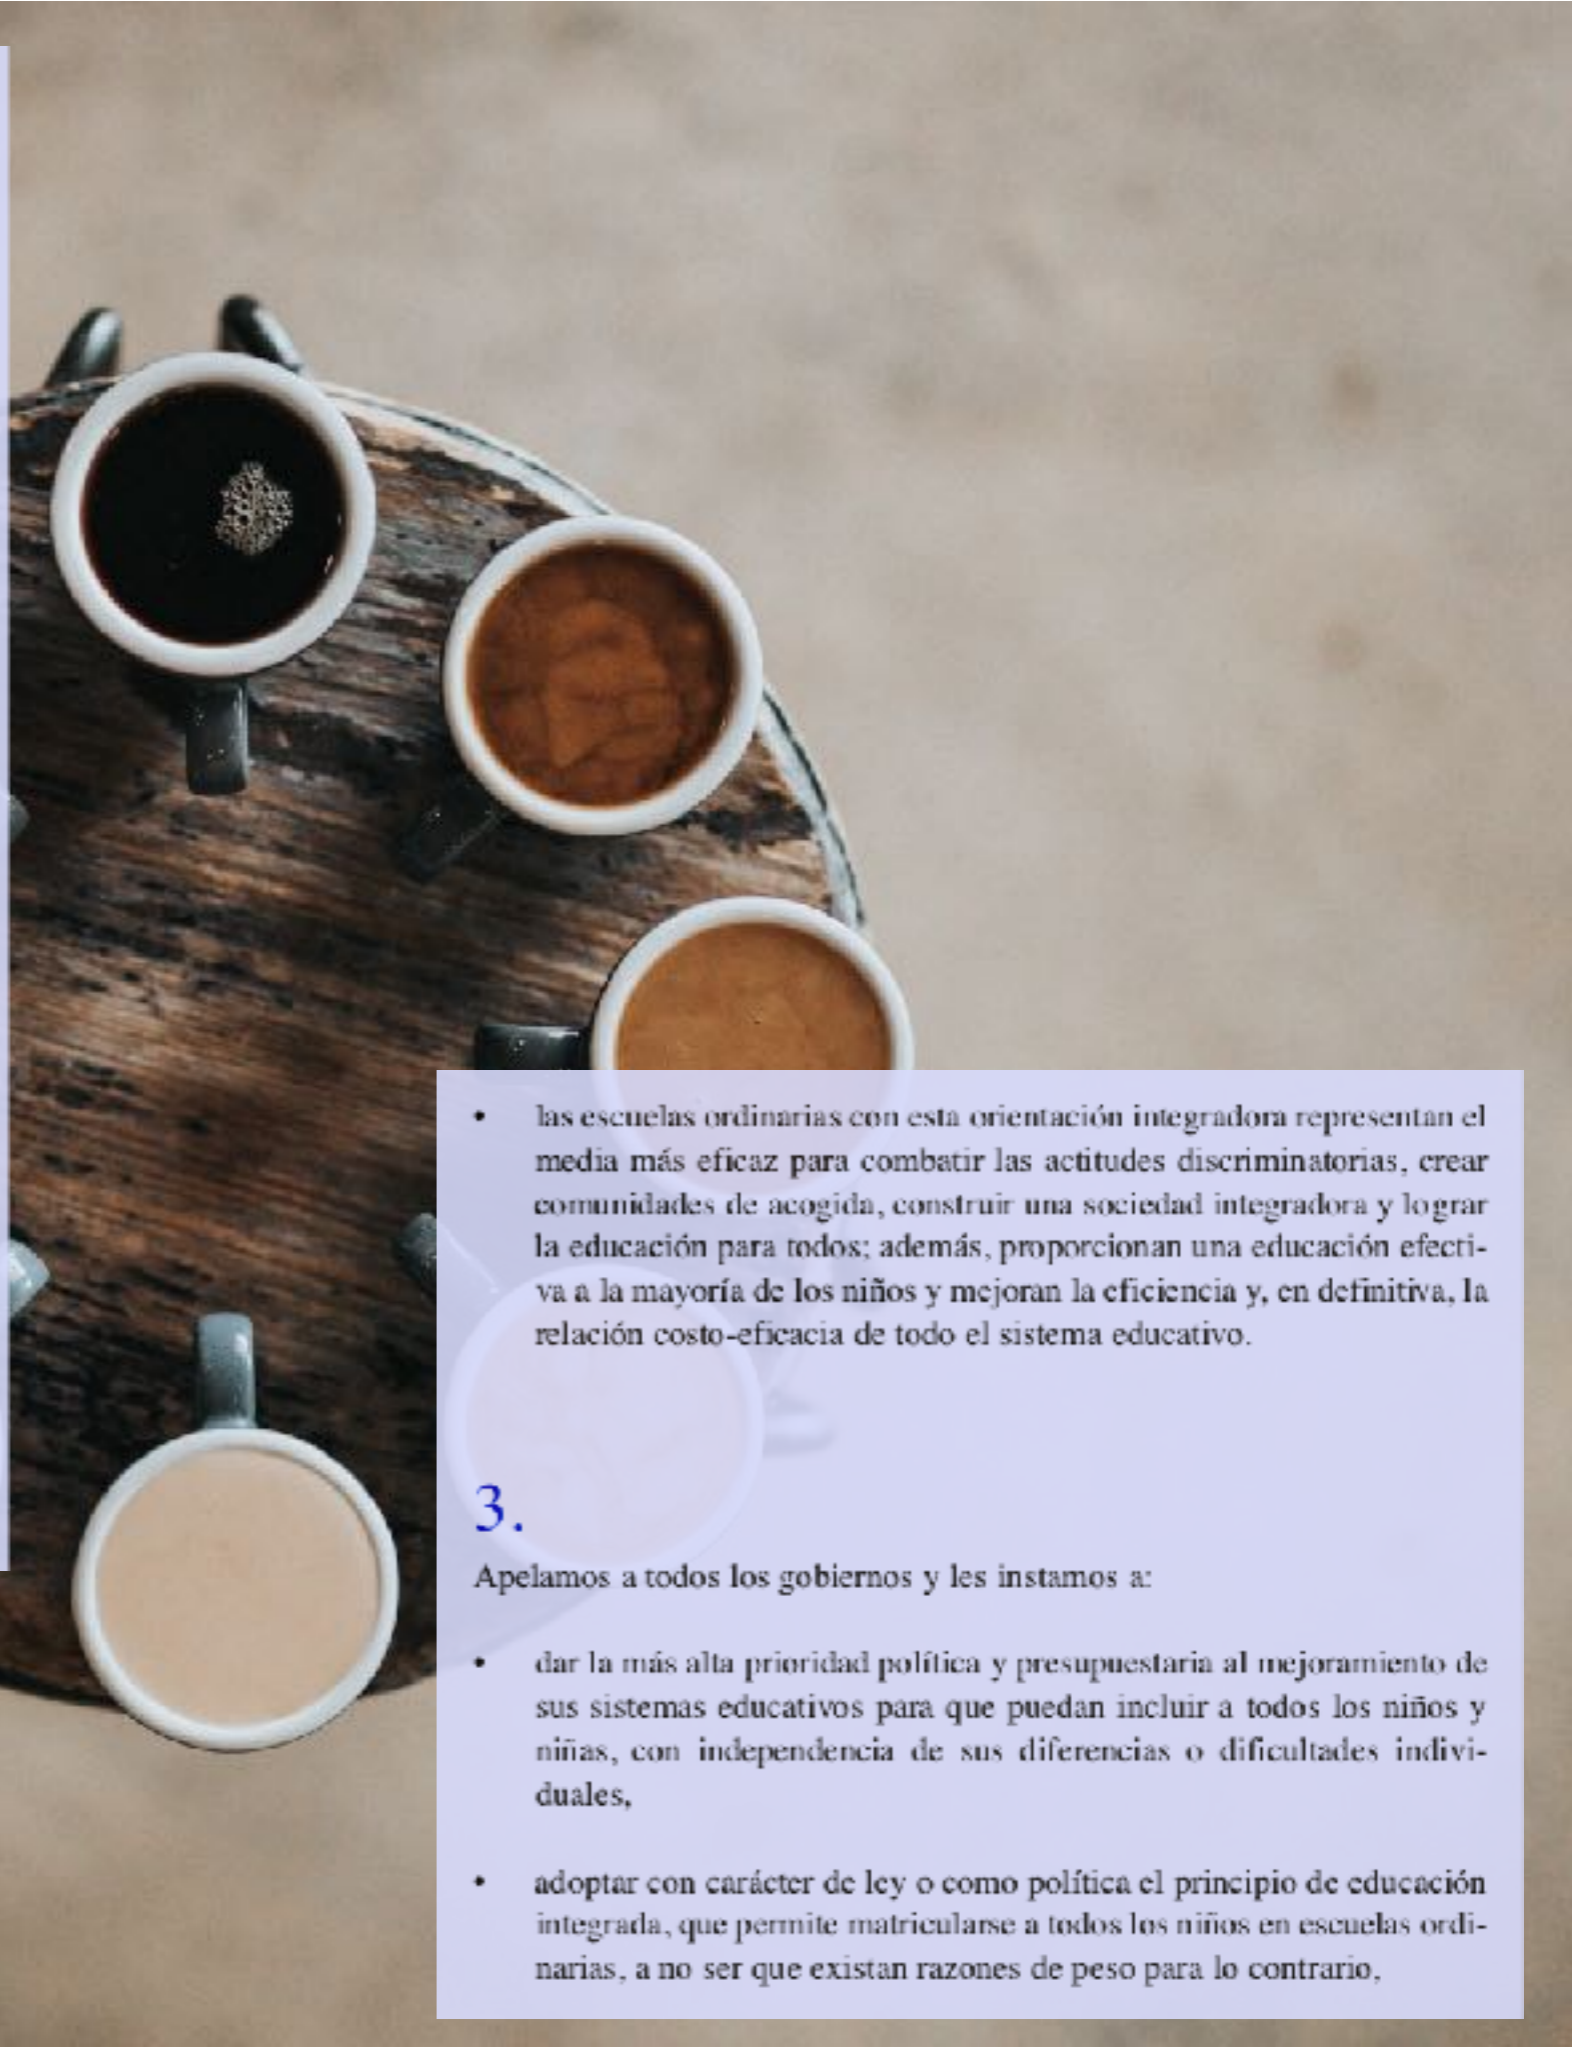 • las escuelas ordinarias con esta orientación integradora representan el
media más eficaz para combatir las actitudes discriminatorias, crear
comunidades de acogida, construir una sociedad integradora y lograr
la educación para todos; además, proporcionan una educación efecti-
va a la mayoría de los niños y mejoran la eficiencia y, en definitiva, la
relación costo-eficacia de todo el sistema educativo.
3.
Apelamos a todos los gobiernos y les instamos a:
• dar la más alta prioridad política y presupuestaria al mejoramiento de
sus sistemas educativos para que puedan incluir a todos los niños y
niñas, con independencia de sus diferencias o dificultades indivi-
duales,
• adoptar con carácter de ley o como política el principio de educación
integrada, que permite matricularse a todos los niños en escuelas ordi-
narias, a no ser que existan razones de peso para lo contrario,